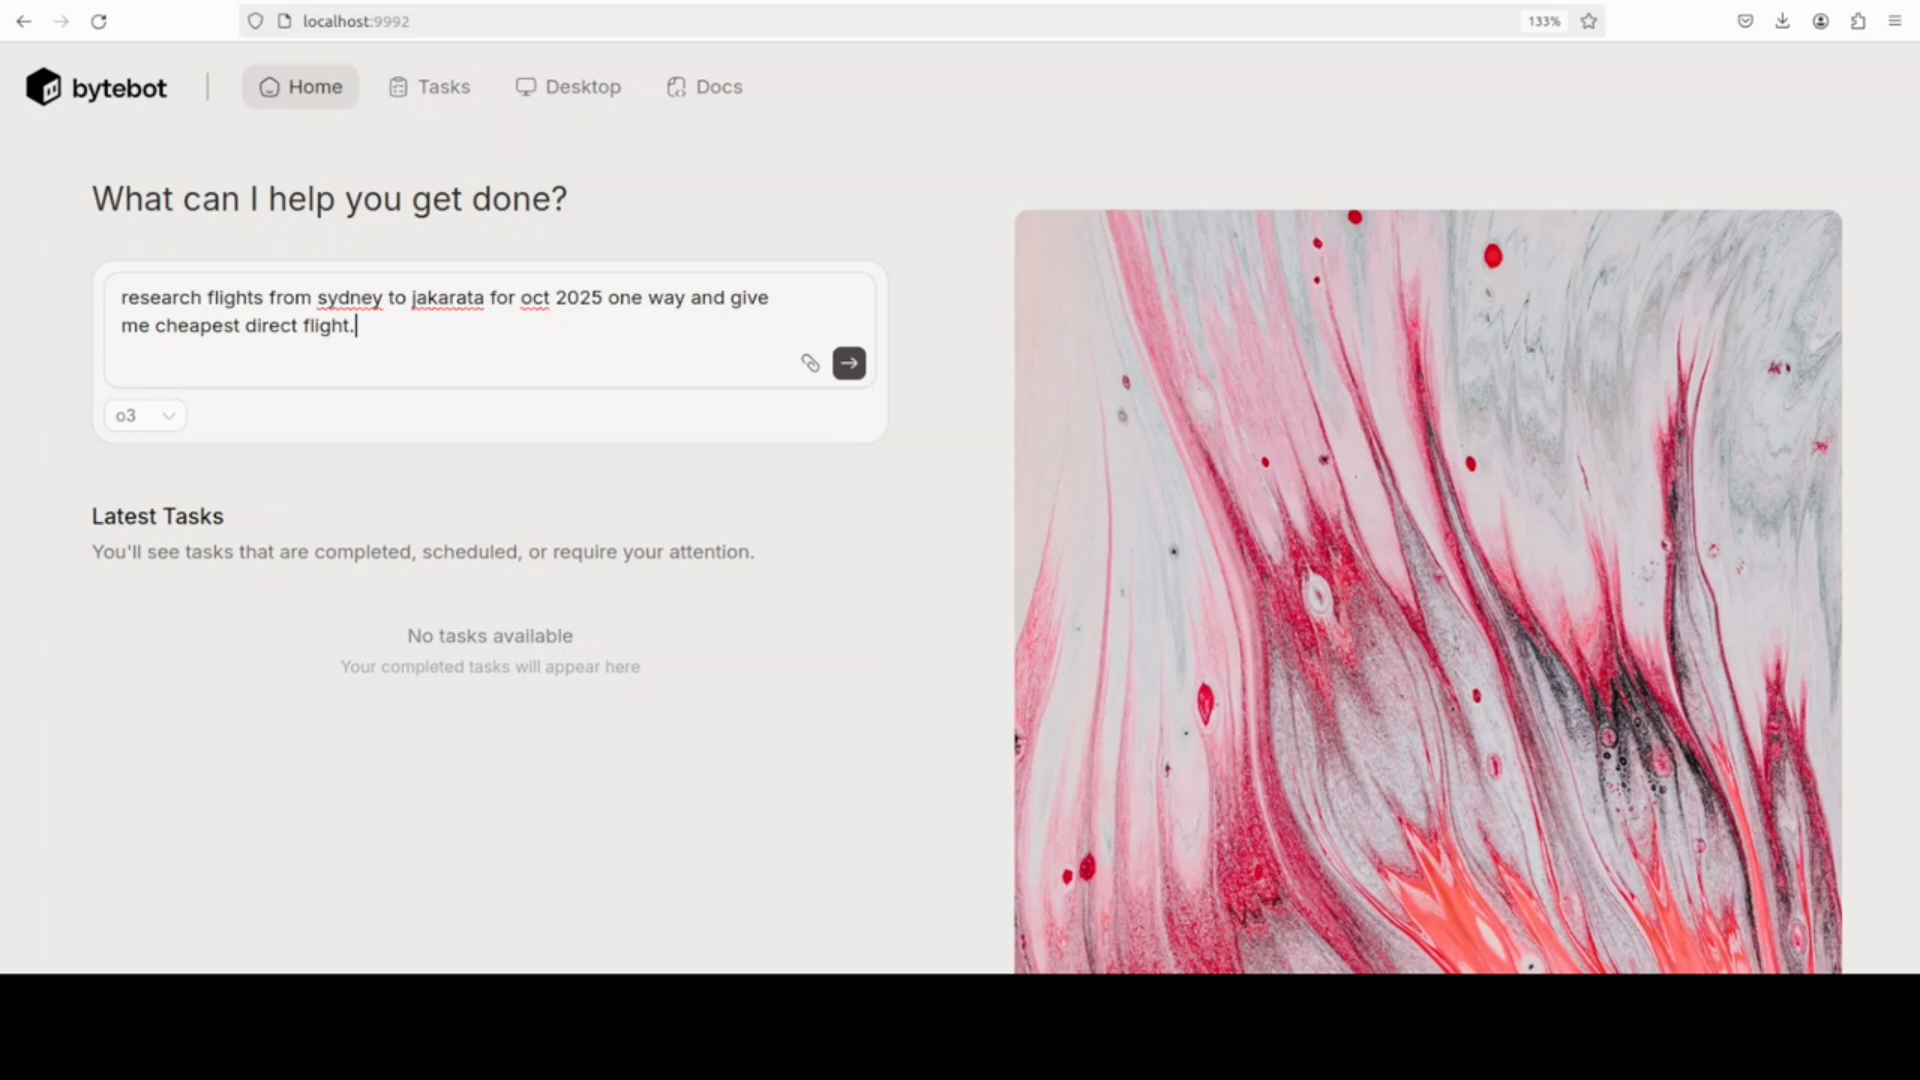 localhost:9992
133%
bytebot
Home
Tasks
Desktop
Docs
What can I help you get done?
research flights from sydney to jakarata for oct 2025 one way and give
me cheapest direct flight.
o3
Latest Tasks
You'll see tasks that are completed, scheduled, or require your attention.
No tasks available
Your completed tasks will appear here